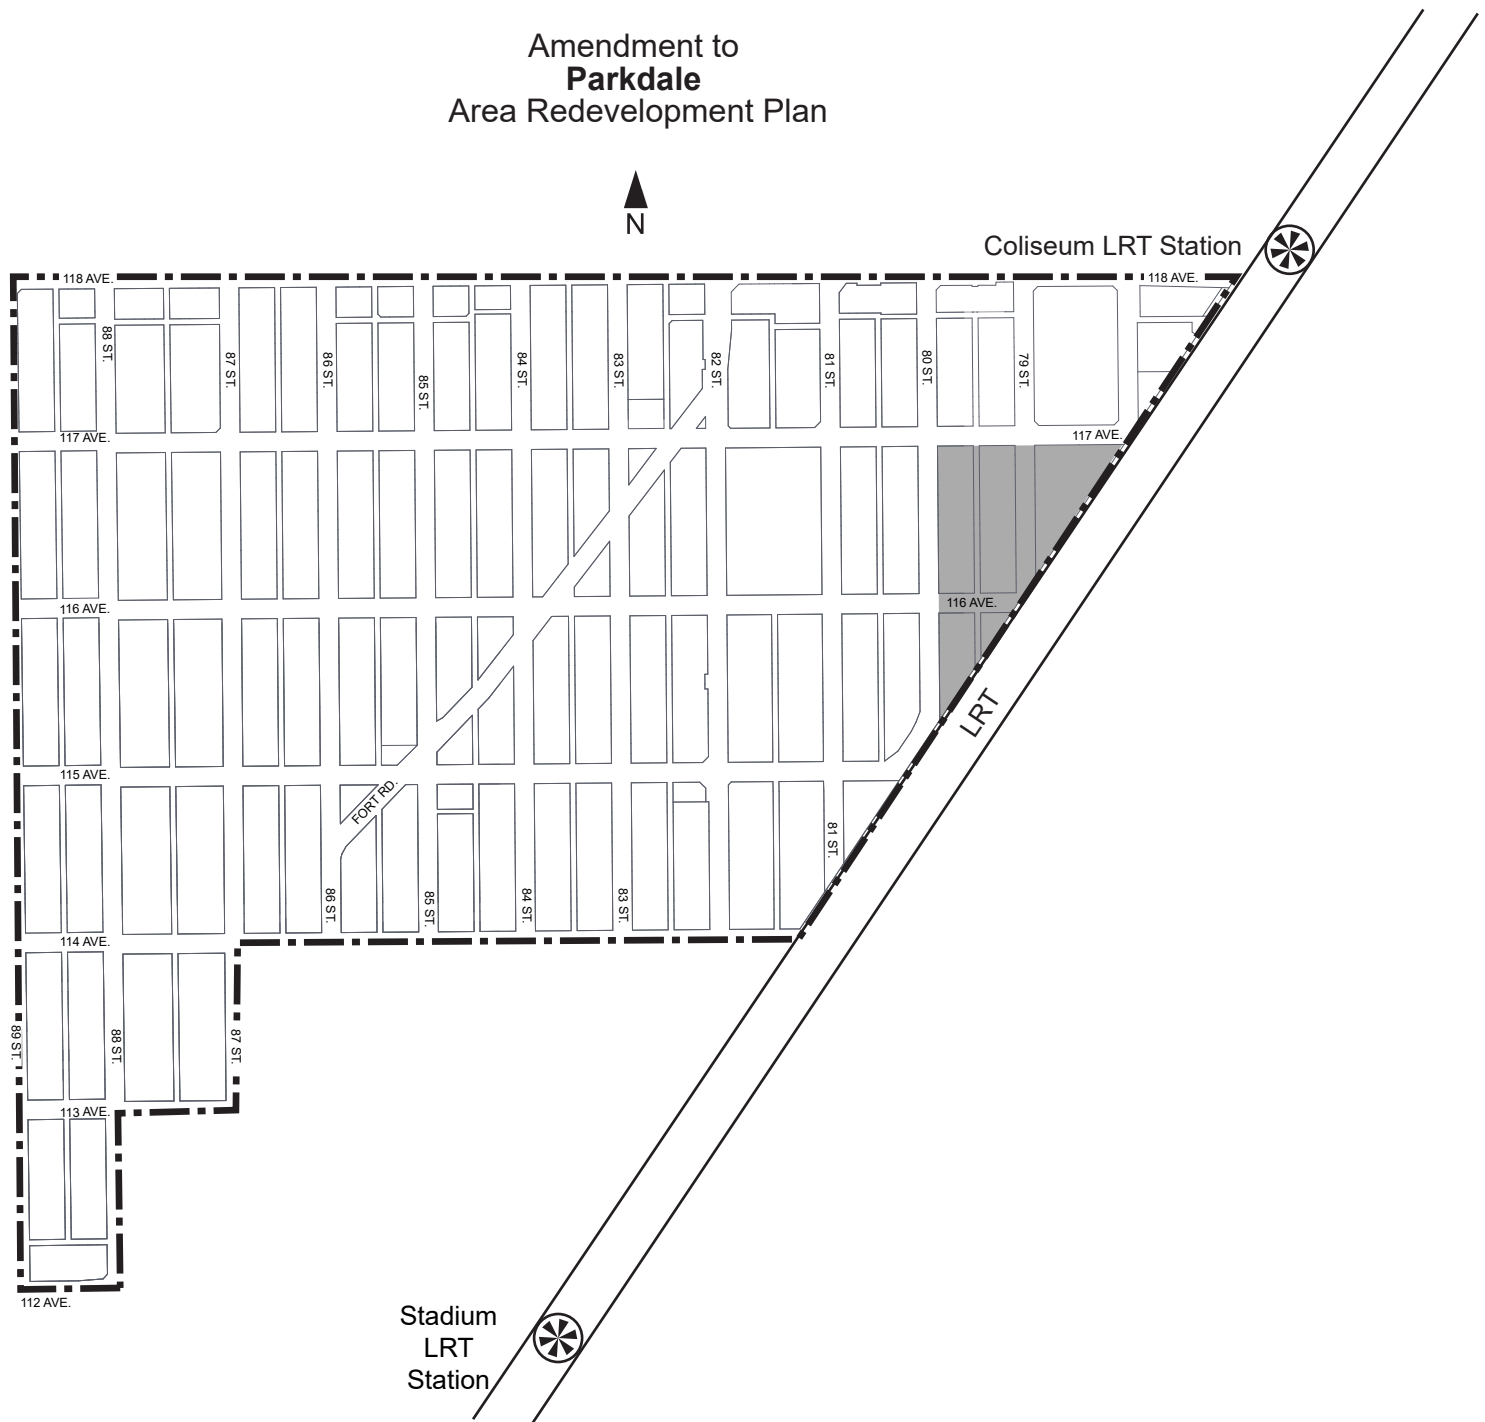 Amendment to
Parkdale
Area Redevelopment Plan
N
Coliseum LRT Station
118 AVE.
118 AVE.
88 ST.
87 ST.
86 ST.
85 ST.
84 ST.
83 ST.
82 ST.
81 ST.
80 ST.
79 ST.
117 AVE.
117 AVE.
116 AVE.
116 AVE.
LRT
115 AVE.
FORT RD.
86 ST.
85 ST.
84 ST.
83 ST.
81 ST.
114 AVE.
89 ST.
88 ST.
87 ST.
113 AVE.
112 AVE.
Stadium
LRT
Station